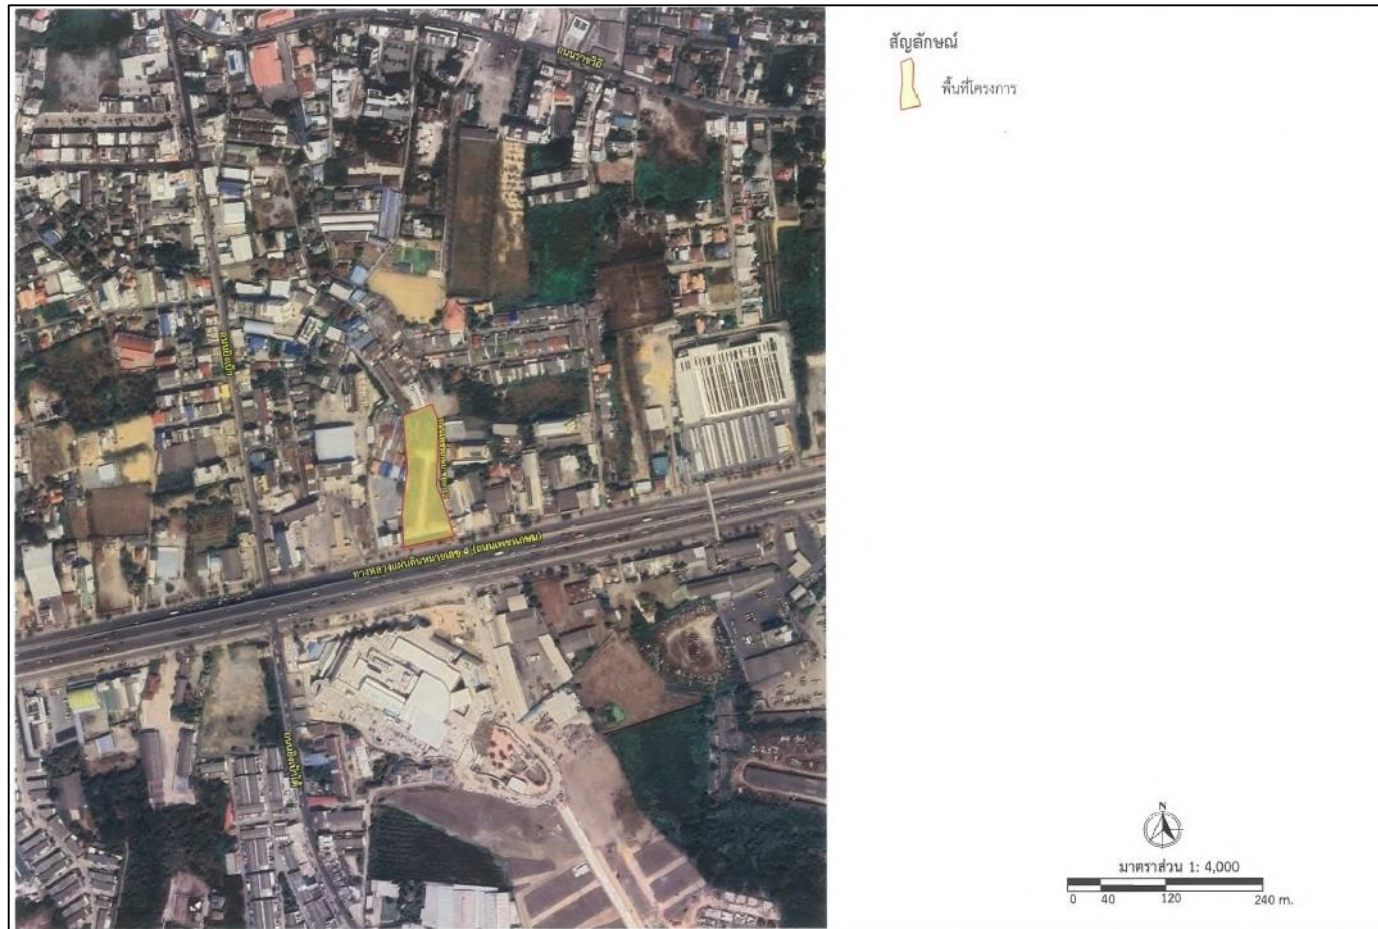 ถนนราชวิถี
สัญลักษณ์
พื้นที่โครงการ
ทางหลวงแผ่นดินหมายเลข 4 (ถนนเพชรเกษม)
N
มาตราส่วน 1: 4,000
0 40 120 240 m.